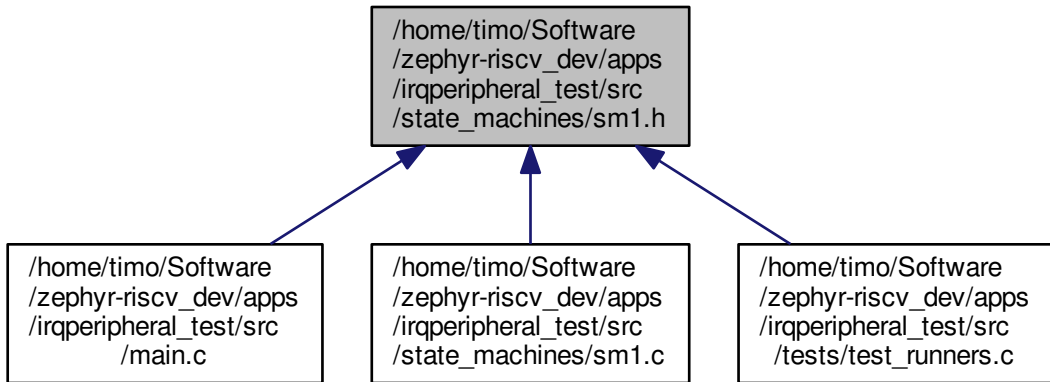 /home/timo/Software
/zephyr-riscv_dev/apps
/irqperipheral_test/src
/state_machines/sm1.h
/home/timo/Software
/zephyr-riscv_dev/apps
/irqperipheral_test/src
/main.c
/home/timo/Software
/zephyr-riscv_dev/apps
/irqperipheral_test/src
/state_machines/sm1.c
/home/timo/Software
/zephyr-riscv_dev/apps
/irqperipheral_test/src
/tests/test_runners.c